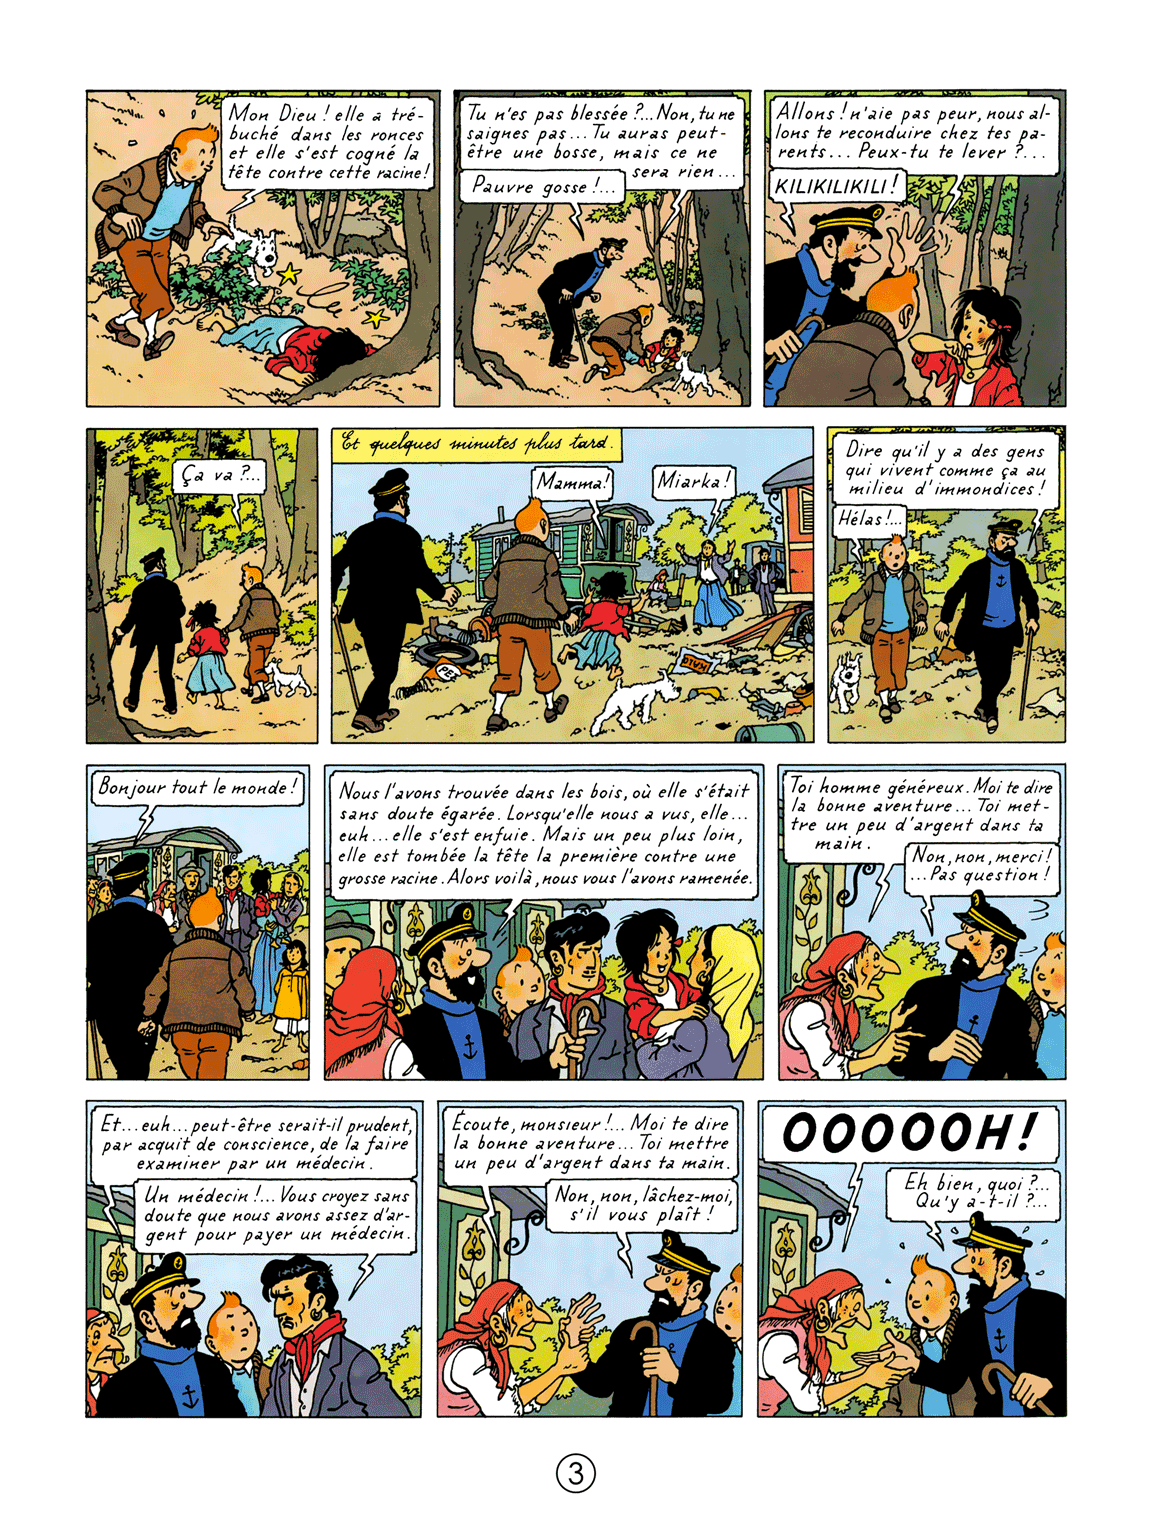 Mon Dieu ! elle a tré-
buché dans les ronces
et elle s'est cogné la
tête contre cette racine !
Tu n'es pas blessée ?... Non, tu ne
saignes pas... Tu auras peut-
être une bosse, mais ce ne
sera rien...
Pauvre gosse !...
Allons ! n'aie pas peur, nous al-
lons te reconduire chez tes pa-
rents... Peux-tu te lever ?...
KILIKILIKILI !
Ça va ?...
Et quelques minutes plus tard.
Mamma !
Miarka !
Dire qu'il y a des gens
qui vivent comme ça au
milieu d'immondices !
Hélas !...
Bonjour tout le monde !
Nous l'avons trouvée dans les bois, où elle s'était
sans doute égarée. Lorsqu'elle nous a vus, elle...
euh... elle s'est enfuie. Mais un peu plus loin,
elle est tombée la tête la première contre une
grosse racine. Alors voilà, nous vous l'avons ramenée.
Toi homme généreux. Moi te dire
la bonne aventure... Toi met-
tre un peu d'argent dans ta
main.
Non, non, merci !
...Pas question !
Et... euh... peut-être serait-il prudent,
par acquit de conscience, de la faire
examiner par un médecin.
Un médecin !... Vous croyez sans
doute que nous avons assez d'ar-
gent pour payer un médecin.
Écoute, monsieur !... Moi te dire
la bonne aventure... Toi mettre
un peu d'argent dans ta main.
Non, non, lâchez-moi,
s'il vous plaît !
OOOOOH !
Eh bien, quoi ?...
Qu'y a-t-il ?...
3